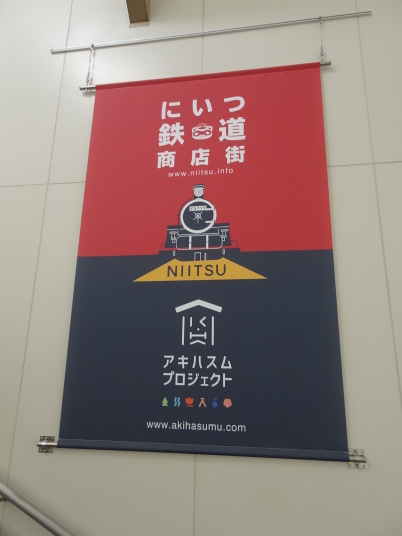 にいつ
鉄道
商店街
www.niitsu.info
NIITSU
アキハスム
プロジェクト
www.akihasumu.com